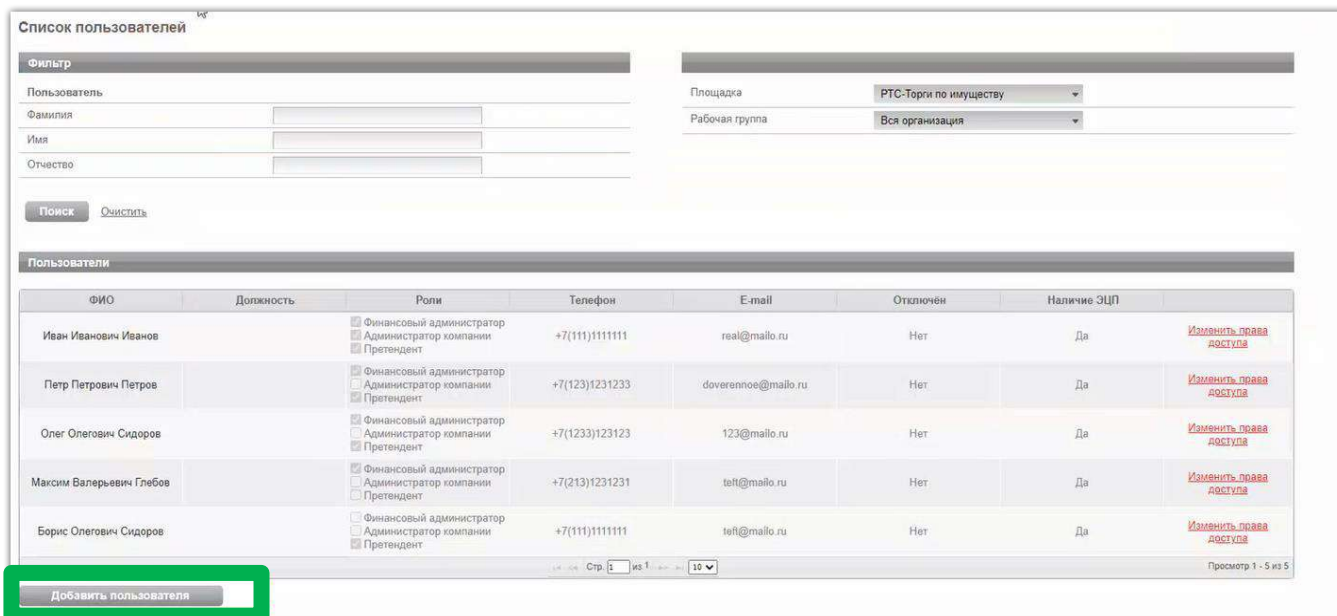 Список пользователей
Фильтр
Пользователь
Фамилия
Имя
Отчество
Площадка РТС-Торги по имуществу
Рабочая группа Вся организация
Поиск Очистить
Пользователи
ФИО Должность Роли Телефон E-mail Отключён Наличие ЭЦП
Финансовый администратор
Иван Иванович Иванов Администратор компании +7(111)1111111 real@mailo.ru Нет Да Изменить права доступа
Претендент
Финансовый администратор
Петр Петрович Петров Администратор компании +7(123)1231233 doverennoe@mailo.ru Нет Да Изменить права доступа
Претендент
Финансовый администратор
Олег Олегович Сидоров Администратор компании +7(1233)123123 123@mailo.ru Нет Да Изменить права доступа
Претендент
Финансовый администратор
Максим Валерьевич Глебов Администратор компании +7(213)1231231 teft@mailo.ru Нет Да Изменить права доступа
Претендент
Финансовый администратор
Борис Олегович Сидоров Администратор компании +7(111)1111111 teft@mailo.ru Нет Да Изменить права доступа
Претендент
Стр. 1 из 1 10 Просмотр 1 - 5 из 5
Добавить пользователя